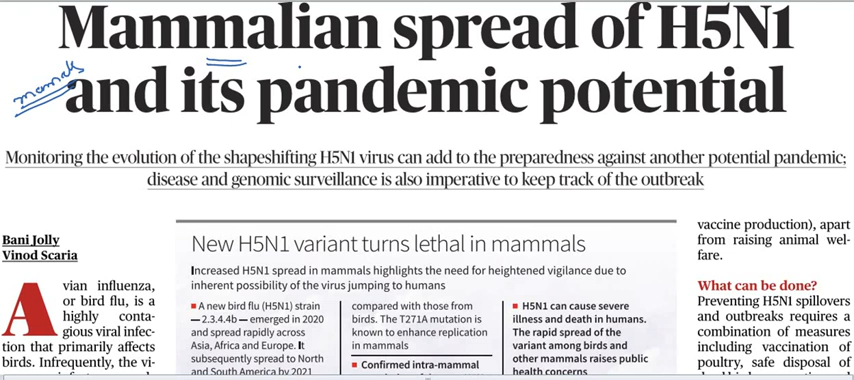 Mammalian spread of H5N1
mammals
and its pandemic potential
Monitoring the evolution of the shapeshifting H5N1 virus can add to the preparedness against another potential pandemic;
disease and genomic surveillance is also imperative to keep track of the outbreak
Bani Jolly
Vinod Scaria
Avian influenza,
or bird flu, is a
highly conta-
gious viral infec-
tion that primarily affects
birds. Infrequently, the vi-
New H5N1 variant turns lethal in mammals
Increased H5N1 spread in mammals highlights the need for heightened vigilance due to
inherent possibility of the virus jumping to humans
■ A new bird flu (H5N1) strain
— 2.3.4.4b — emerged in 2020
and spread rapidly across
Asia, Africa and Europe. It
subsequently spread to North
and South America by 2021
compared with those from
birds. The T271A mutation is
known to enhance replication
in mammals
■ Confirmed intra-mammal
■ H5N1 can cause severe
illness and death in humans.
The rapid spread of the
variant among birds and
other mammals raises public
health concerns
vaccine production), apart
from raising animal wel-
fare.
What can be done?
Preventing H5N1 spillovers
and outbreaks requires a
combination of measures
including vaccination of
poultry, safe disposal of